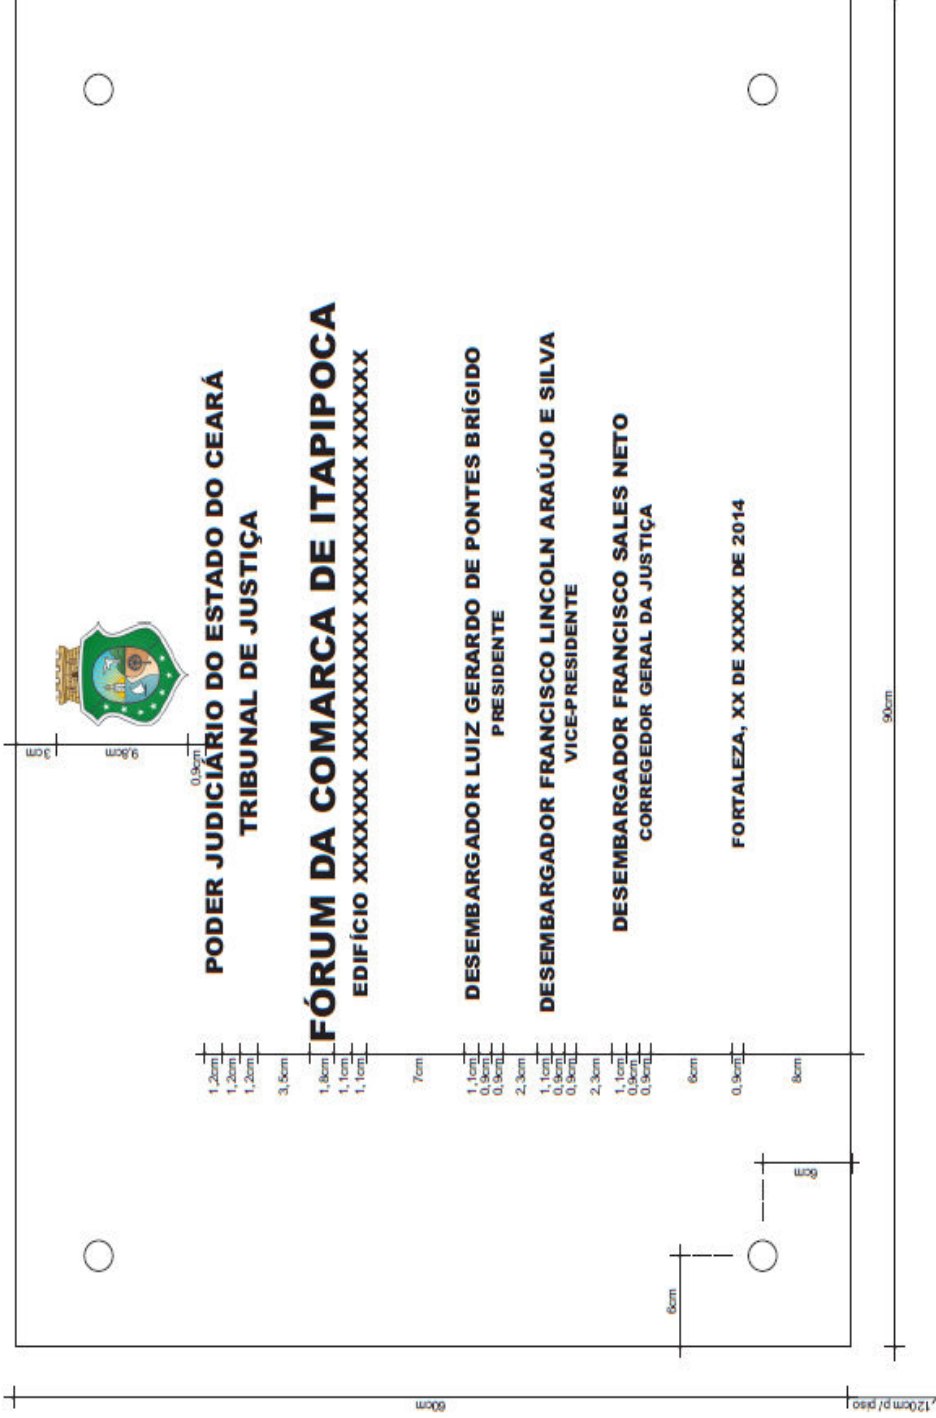 3cm
9,8cm
0,9cm
PODER JUDICIÁRIO DO ESTADO DO CEARÁ
TRIBUNAL DE JUSTIÇA
FÓRUM DA COMARCA DE ITAPIPOCA
EDIFÍCIO XXXXXXX XXXXXXXXXX XXXXXXXXXX XXXXXX
DESEMBARGADOR LUIZ GERARDO DE PONTES BRÍGIDO
PRESIDENTE
DESEMBARGADOR FRANCISCO LINCOLN ARAÚJO E SILVA
VICE-PRESIDENTE
DESEMBARGADOR FRANCISCO SALES NETO
CORREGEDOR GERAL DA JUSTIÇA
FORTALEZA, XX DE XXXXX DE 2014
1,2cm
1,2cm
1,2cm
3,5cm
1,8cm
1,1cm
1,1cm
7cm
1,1cm
0,9cm
0,9cm
2,3cm
1,1cm
0,9cm
0,9cm
2,3cm
1,1cm
0,9cm
0,9cm
6cm
0,9cm
8cm
6cm
6cm
90cm
60cm
120cm p/ piso